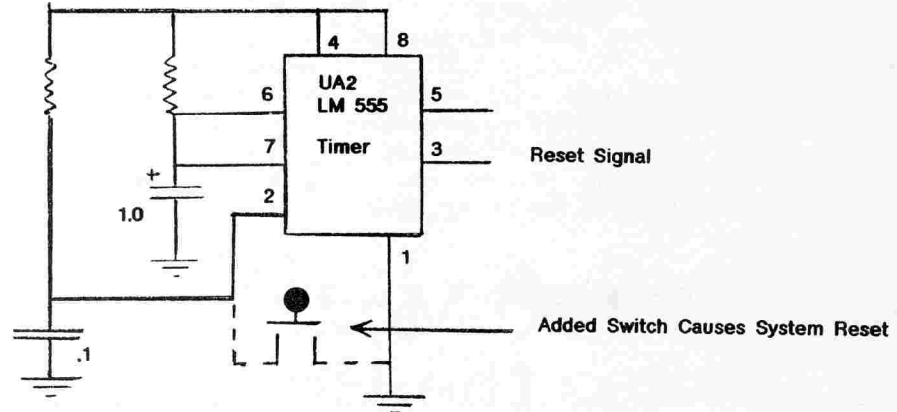 4
8
UA2
6
LM 555
5
7
Timer
3
Reset Signal
+
1.0
2
1
Added Switch Causes System Reset
.1